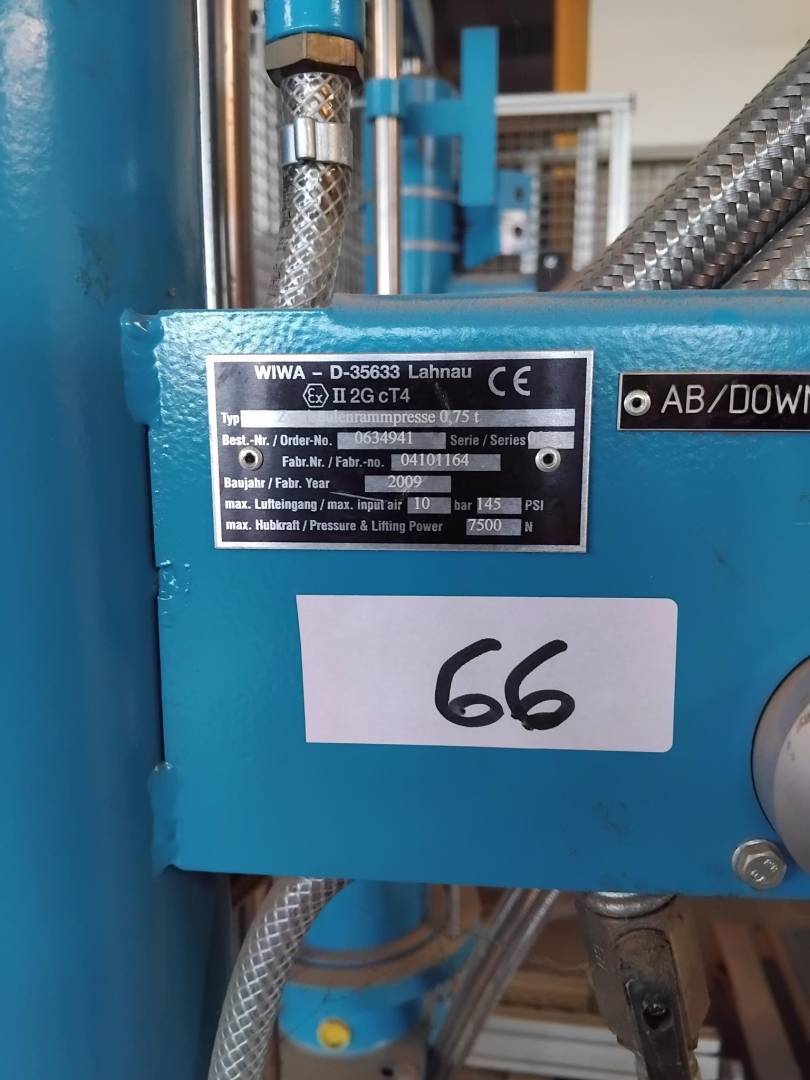 WIWA - D-35633 Lahnau
CE
Ex II 2G cT4
Typ 0,75 t
Best.-Nr. / Order-No. 0634941 Serie / Series
Fabr.Nr. / Fabr.-no. 04101164
Baujahr / Fabr. Year 2009
max. Lufteingang / max. input air 10 bar 145 PSI
max. Hubkraft / Pressure & Lifting Power 7500 N
AB/DOWN
66